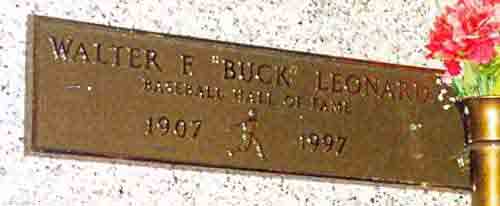 WALTER F. "BUCK" LEONARD
BASEBALL HALL OF FAME
1907 1997